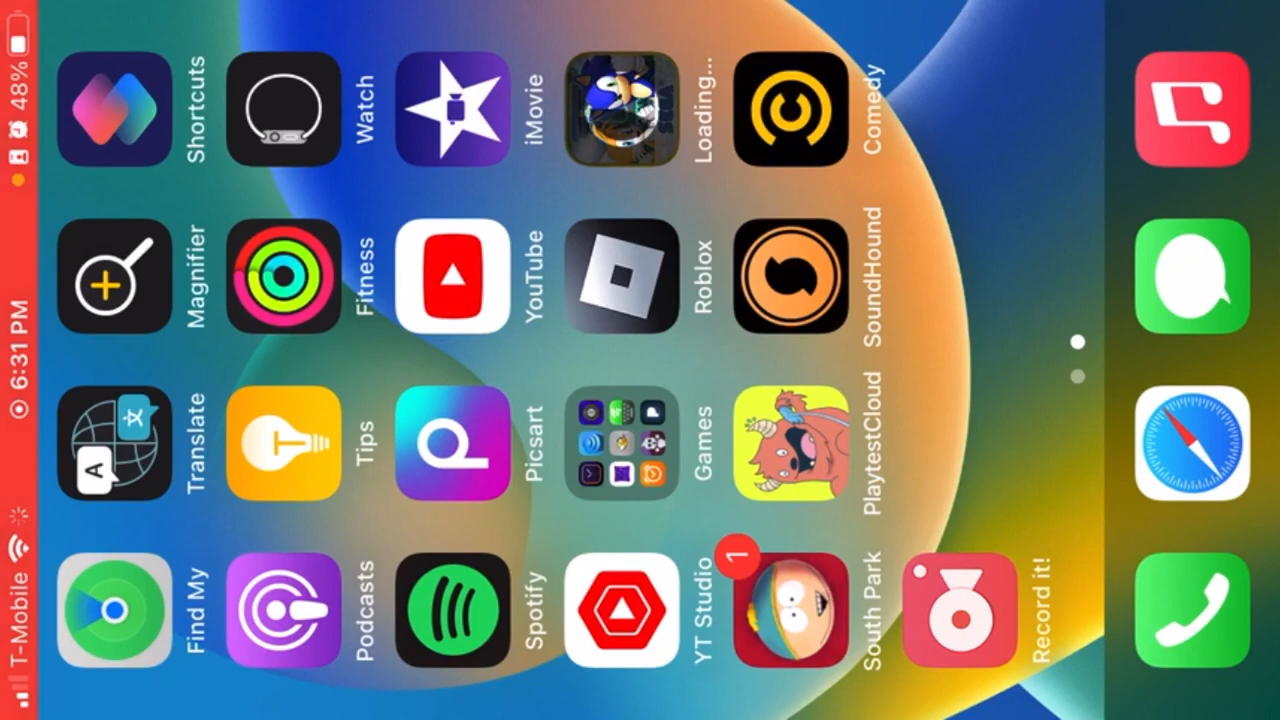 T-Mobile 6:31 PM 48%
Find My Translate Magnifier Shortcuts
Podcasts Tips Fitness Watch
Spotify Picsart YouTube iMovie
YT Studio Games Roblox Loading...
1
South Park PlaytestCloud SoundHound Comedy
Record it!